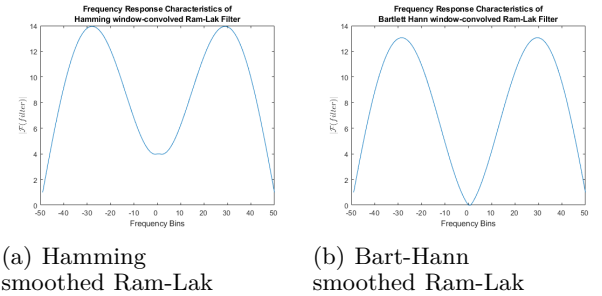 Frequency Response Characteristics of
Hamming window-convolved Ram-Lak Filter
14
12
10
8
6
4
2
0
|ℱ(filter)|
-50 -40 -30 -20 -10 0 10 20 30 40 50
Frequency Bins
(a) Hamming
smoothed Ram-Lak
Frequency Response Characteristics of
Bartlett Hann window-convolved Ram-Lak Filter
14
12
10
8
6
4
2
0
|ℱ(filter)|
-50 -40 -30 -20 -10 0 10 20 30 40 50
Frequency Bins
(b) Bart-Hann
smoothed Ram-Lak